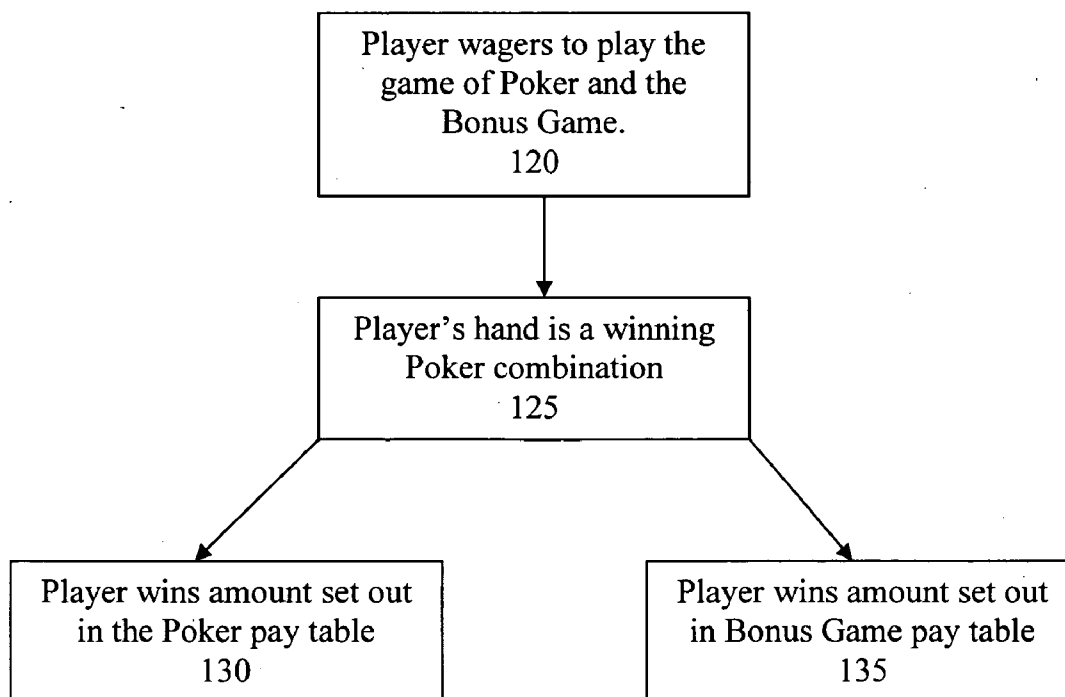 Player wagers to play the
game of Poker and the
Bonus Game.
120
Player’s hand is a winning
Poker combination
125
Player wins amount set out
in the Poker pay table
130
Player wins amount set out
in Bonus Game pay table
135